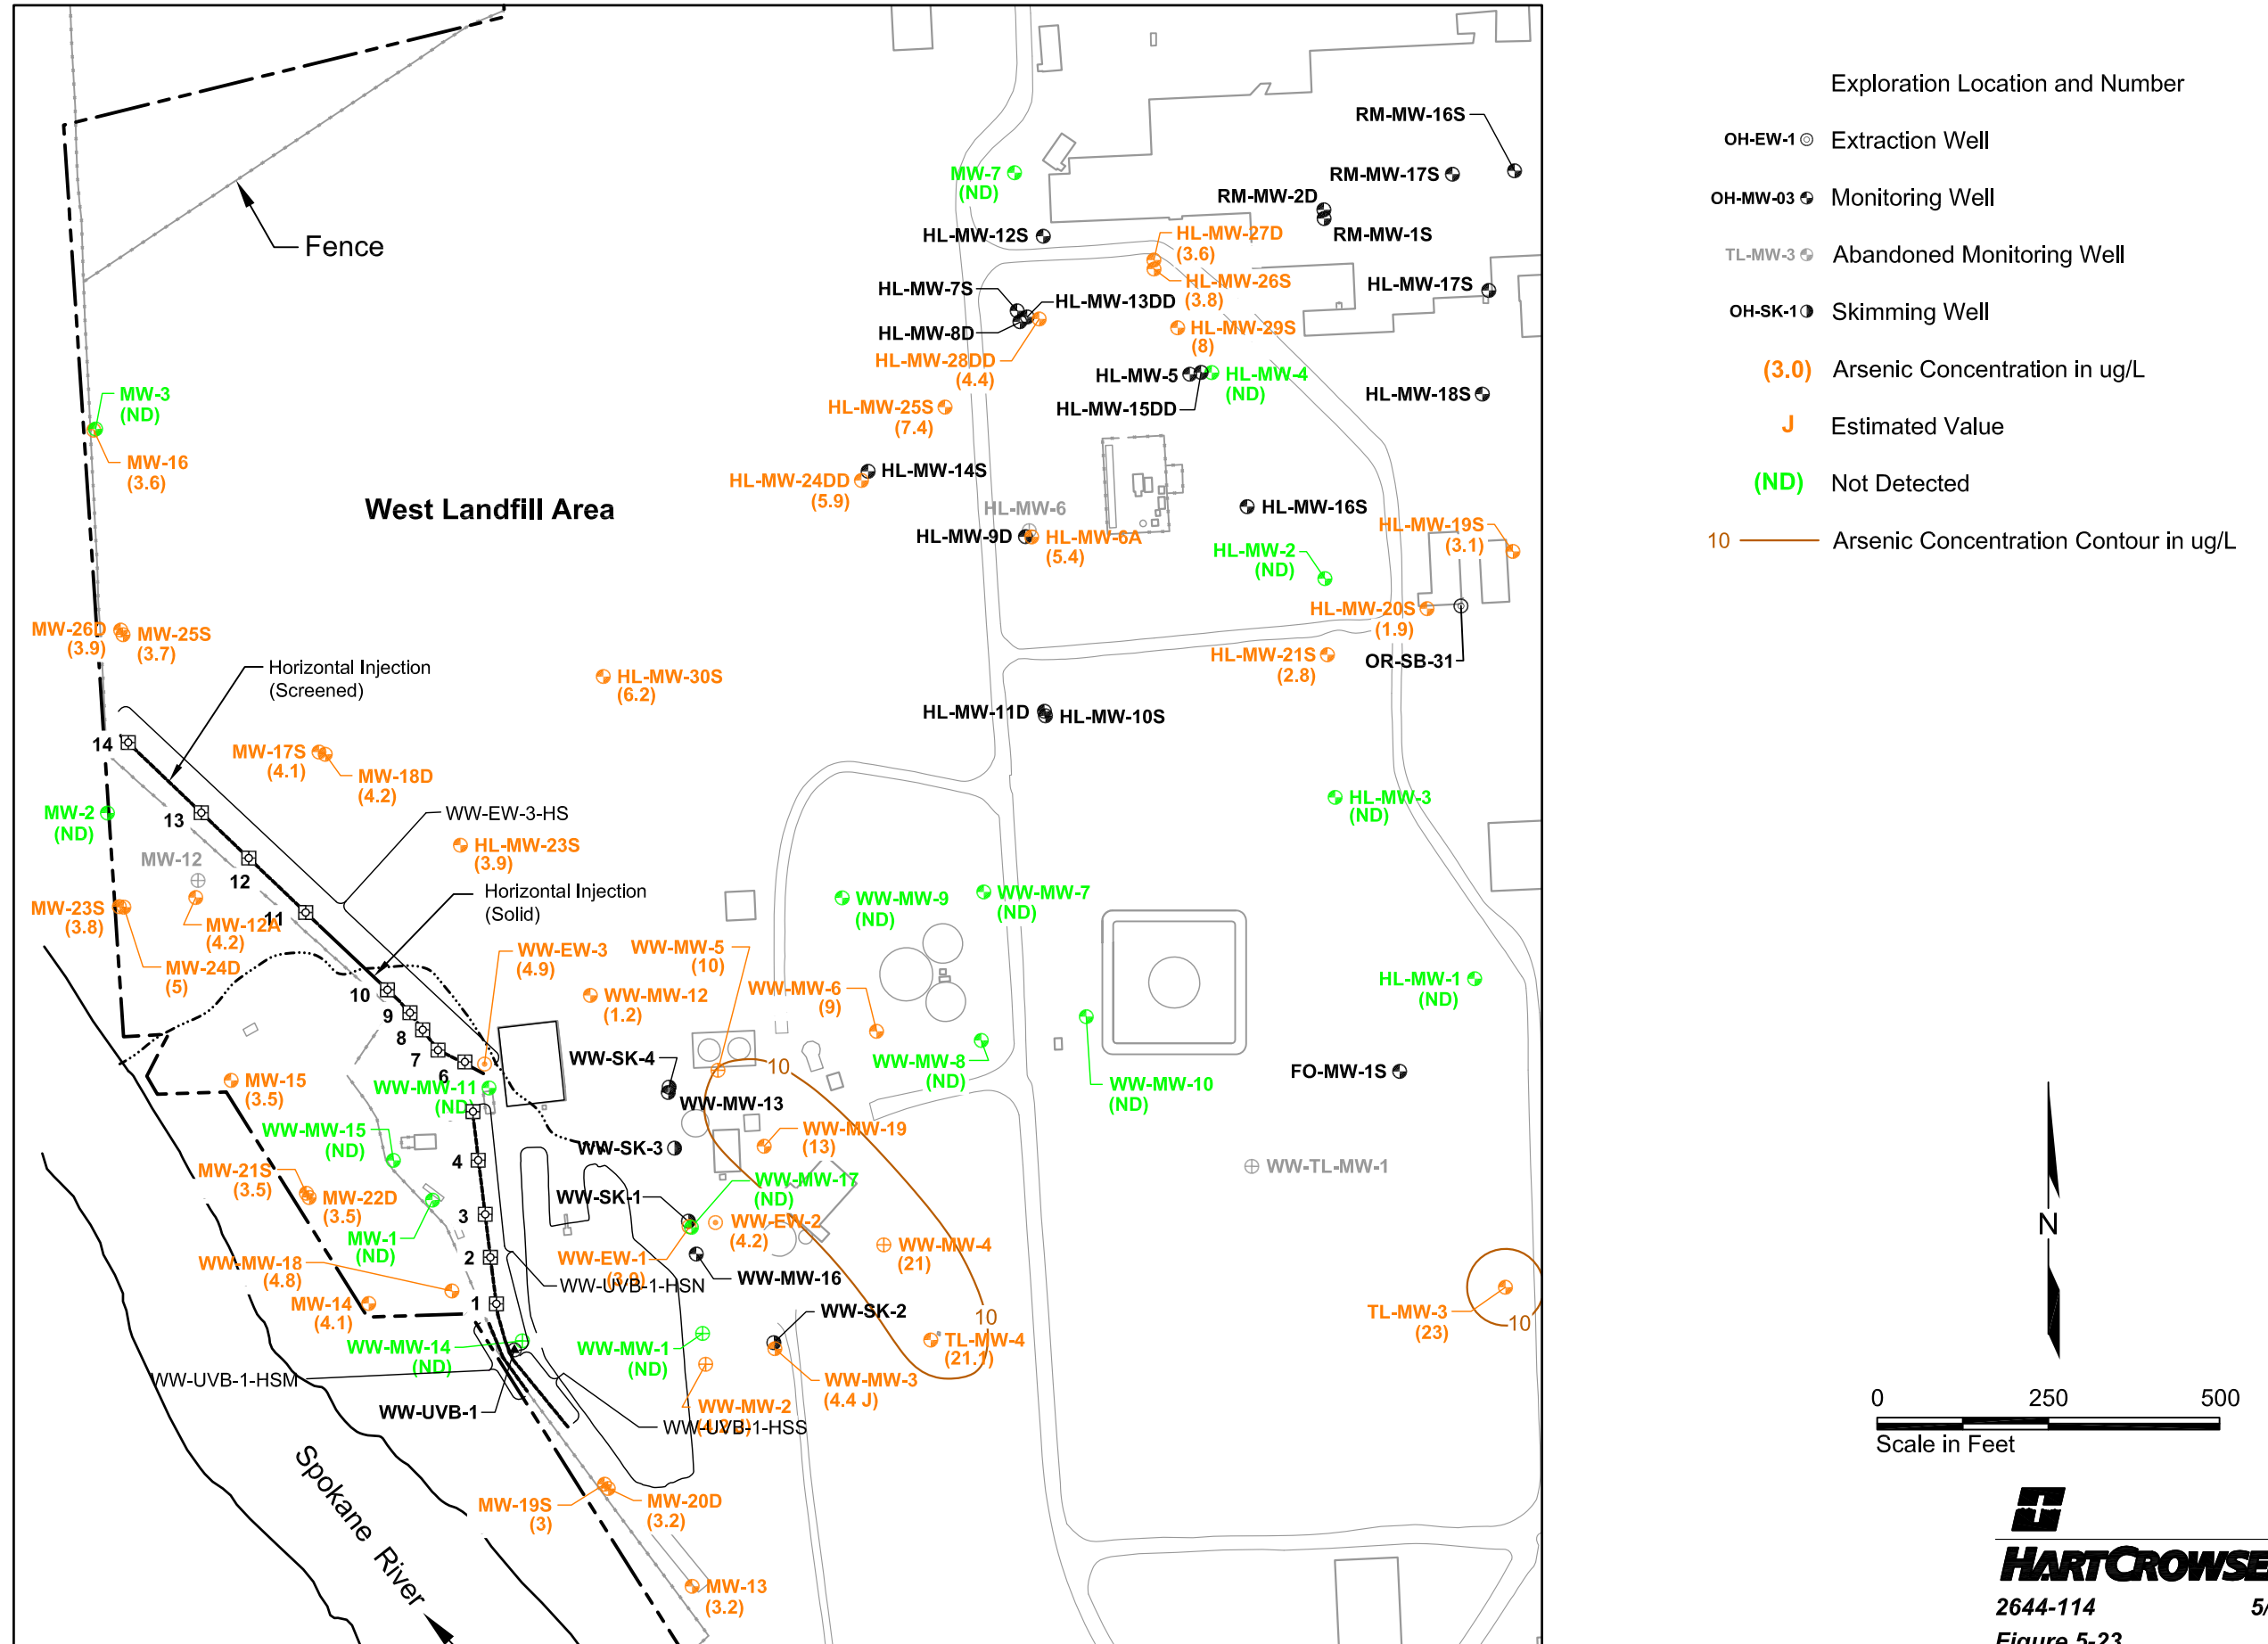 Exploration Location and Number
OH-EW-1 Extraction Well
OH-MW-03 Monitoring Well
TL-MW-3 Abandoned Monitoring Well
OH-SK-1 Skimming Well
(3.0) Arsenic Concentration in ug/L
J Estimated Value
(ND) Not Detected
10 Arsenic Concentration Contour in ug/L
RM-MW-16S
RM-MW-17S
MW-7
(ND)
RM-MW-2D
RM-MW-1S
HL-MW-12S
HL-MW-27D
(3.6)
Fence
HL-MW-26S
(3.8)
HL-MW-17S
HL-MW-7S
HL-MW-13DD
HL-MW-8D
HL-MW-29S
(8)
HL-MW-28DD
(4.4)
HL-MW-5
HL-MW-4
(ND)
HL-MW-15DD
HL-MW-18S
MW-3
(ND)
HL-MW-25S
(7.4)
MW-16
(3.6)
HL-MW-14S
HL-MW-24DD
(5.9)
West Landfill Area
HL-MW-6
HL-MW-16S
HL-MW-9D
HL-MW-6A
(5.4)
HL-MW-19S
(3.1)
HL-MW-2
(ND)
HL-MW-20S
(1.9)
MW-26D
(3.9)
MW-25S
(3.7)
HL-MW-21S
(2.8)
OR-SB-31
Horizontal Injection
(Screened)
HL-MW-30S
(6.2)
HL-MW-11D
HL-MW-10S
14
MW-17S
(4.1)
MW-18D
(4.2)
HL-MW-3
(ND)
MW-2
(ND)
13
WW-EW-3-HS
HL-MW-23S
(3.9)
MW-12
12
Horizontal Injection
(Solid)
WW-MW-9
(ND)
WW-MW-7
(ND)
MW-23S
(3.8)
MW-12A
(4.2)
11
WW-EW-3
(4.9)
WW-MW-5
(10)
MW-24D
(5)
HL-MW-1
(ND)
10
WW-MW-12
(1.2)
WW-MW-6
(9)
9
8
7
6
WW-SK-4
10
WW-MW-8
(ND)
FO-MW-1S
MW-15
(3.5)
WW-MW-11
(ND)
WW-MW-10
(ND)
WW-MW-13
WW-MW-15
(ND)
WW-MW-19
(13)
WW-SK-3
4
WW-TL-MW-1
MW-21S
(3.5)
WW-MW-17
(ND)
MW-22D
(3.5)
WW-SK-1
3
MW-1
(ND)
WW-EW-2
(4.2)
WW-MW-4
(21)
2
WW-MW-18
(4.8)
WW-EW-1
WW-MW-16
WW-UVB-1-HSN
MW-14
(4.1)
1
WW-SK-2
10
TL-MW-3
(23)
10
WW-MW-14
(ND)
WW-MW-1
(ND)
TL-MW-4
(21.1)
WW-UVB-1-HSM
WW-MW-3
(4.4 J)
WW-UVB-1
WW-MW-2
WW-UVB-1-HSS
N
0 250 500
Scale in Feet
Spokane River
MW-19S
(3)
MW-20D
(3.2)
MW-13
(3.2)
HARTCROWSE
2644-114 5/
Figure 5-23